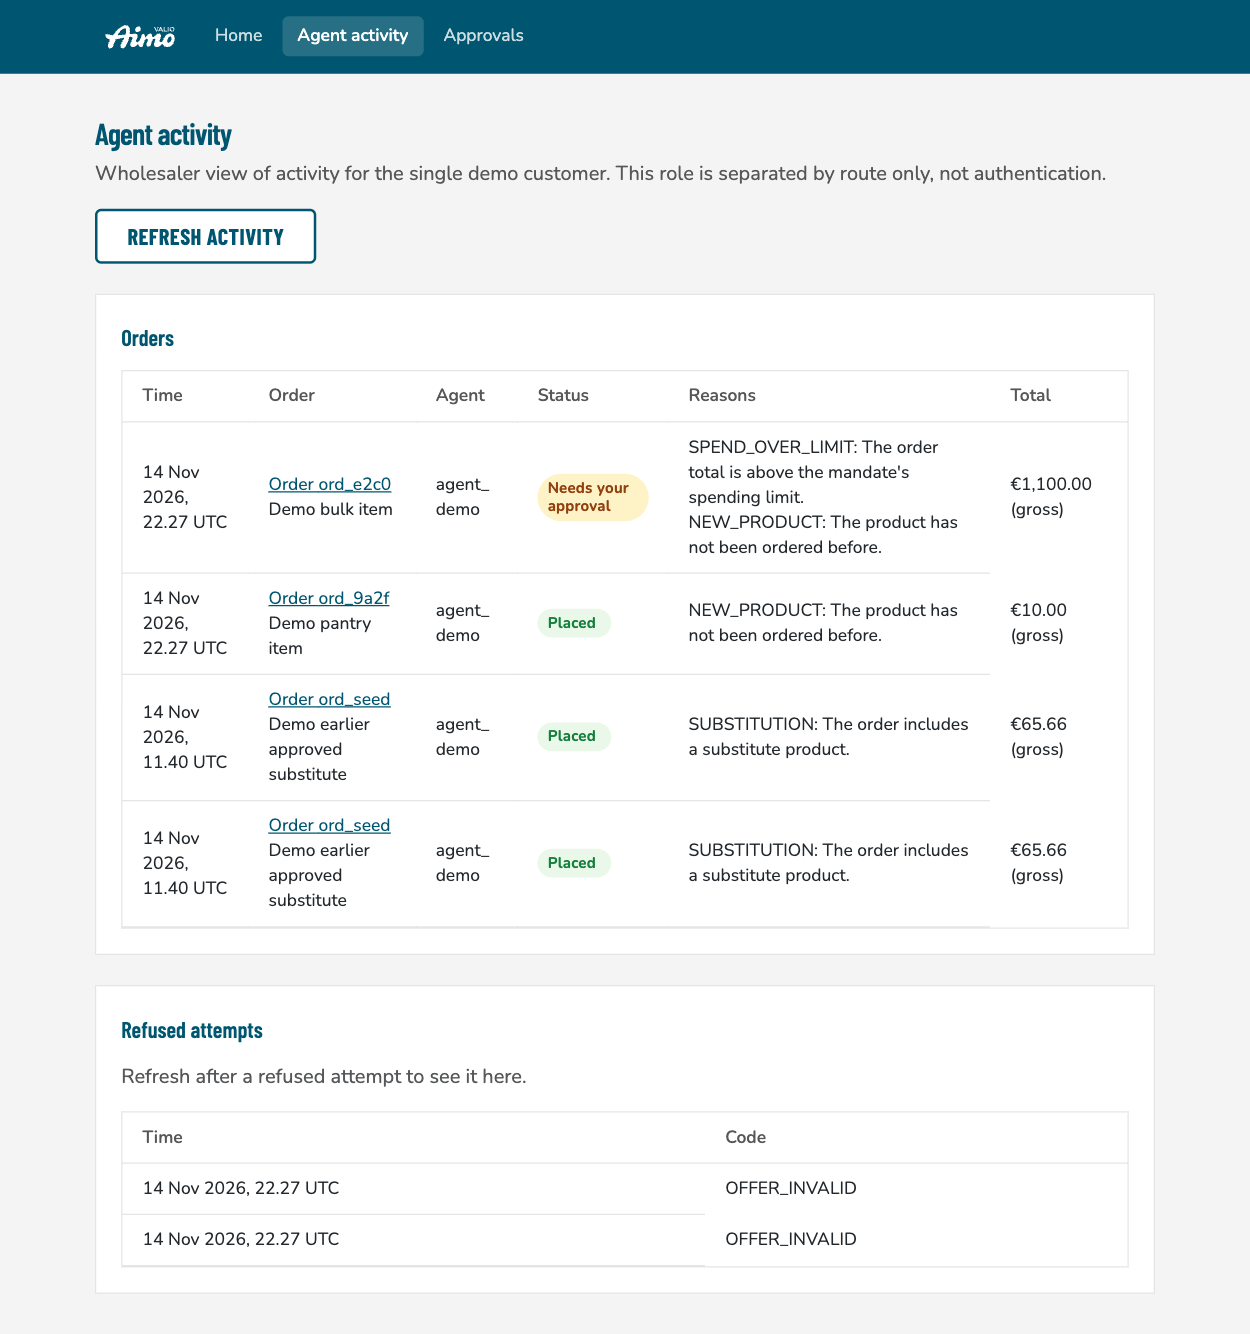 Aimo VALIO
Home
Agent activity
Approvals
Agent activity
Wholesaler view of activity for the single demo customer. This role is separated by route only, not authentication.
REFRESH ACTIVITY
Orders
Time Order Agent Status Reasons Total
14 Nov
2026,
22.27 UTC
Order ord_e2c0
Demo bulk item
agent_
demo
Needs your
approval
SPEND_OVER_LIMIT: The order
total is above the mandate's
spending limit.
NEW_PRODUCT: The product has
not been ordered before.
€1,100.00
(gross)
14 Nov
2026,
22.27 UTC
Order ord_9a2f
Demo pantry
item
agent_
demo
Placed
NEW_PRODUCT: The product has
not been ordered before.
€10.00
(gross)
14 Nov
2026,
11.40 UTC
Order ord_seed
Demo earlier
approved
substitute
agent_
demo
Placed
SUBSTITUTION: The order includes
a substitute product.
€65.66
(gross)
14 Nov
2026,
11.40 UTC
Order ord_seed
Demo earlier
approved
substitute
agent_
demo
Placed
SUBSTITUTION: The order includes
a substitute product.
€65.66
(gross)
Refused attempts
Refresh after a refused attempt to see it here.
Time Code
14 Nov 2026, 22.27 UTC OFFER_INVALID
14 Nov 2026, 22.27 UTC OFFER_INVALID